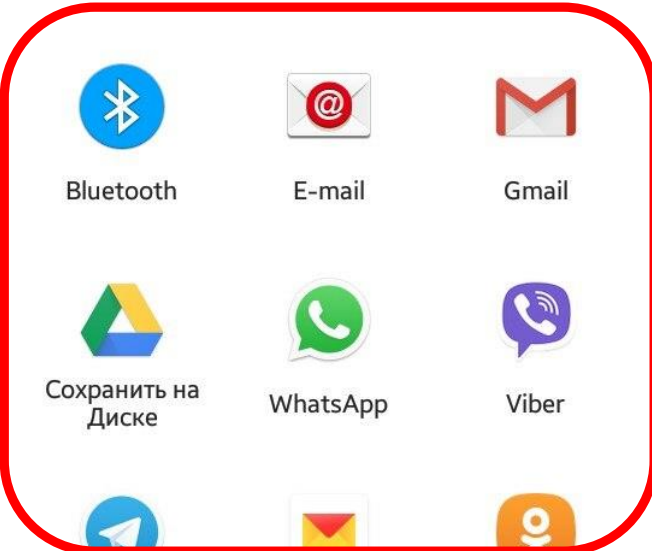 Bluetooth
E-mail
Gmail
Сохранить на
Диске
WhatsApp
Viber